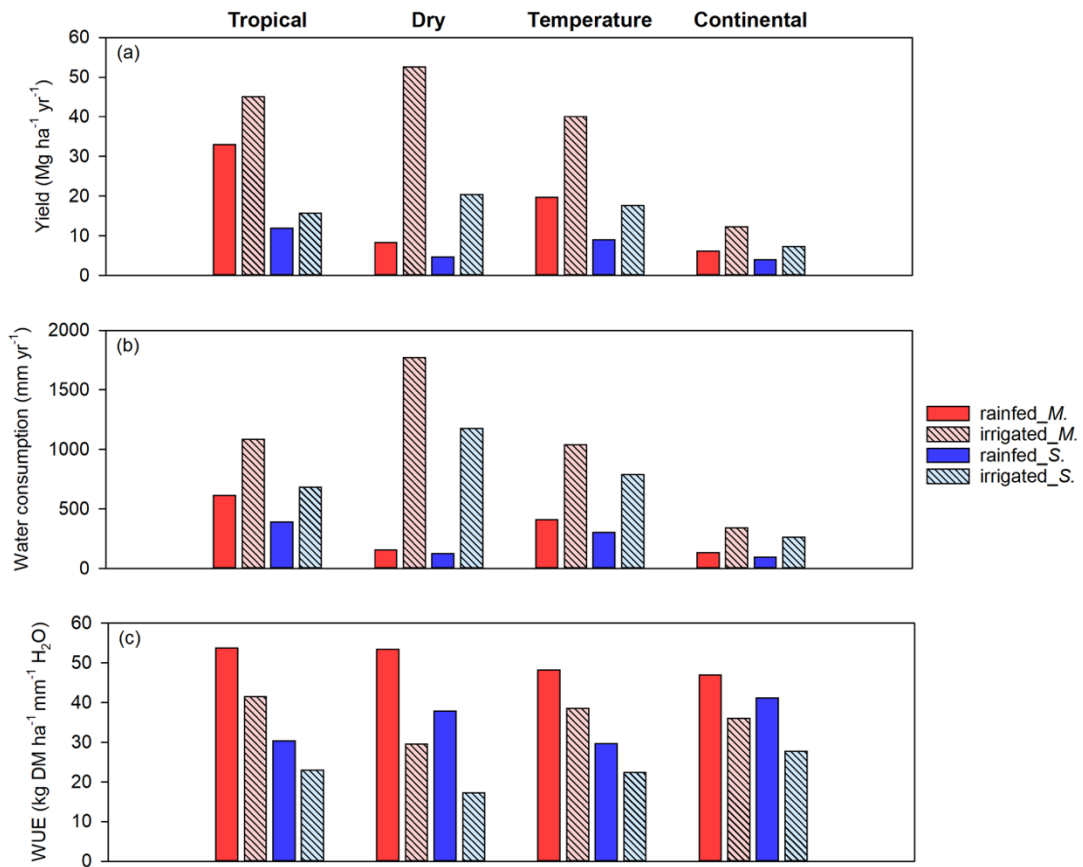 Tropical Dry Temperature Continental
(a)
Yield (Mg ha⁻¹ yr⁻¹)
60
50
40
30
20
10
0
(b)
Water consumption (mm yr⁻¹)
2000
1500
1000
500
0
rainfed_M.
irrigated_M.
rainfed_S.
irrigated_S.
(c)
WUE (kg DM ha⁻¹ mm⁻¹ H₂O)
60
50
40
30
20
10
0